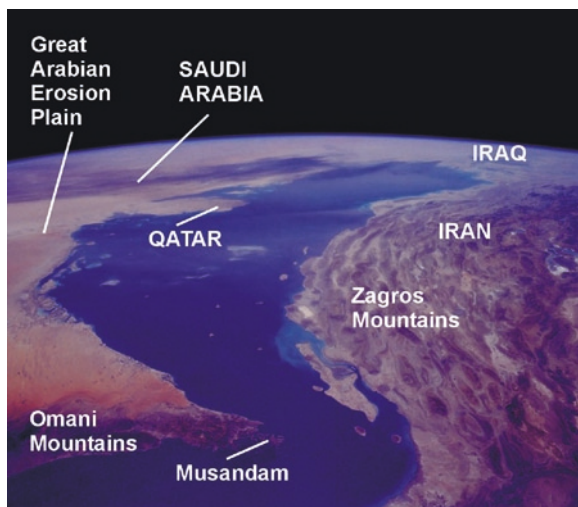 Great
Arabian
Erosion
Plain
SAUDI
ARABIA
IRAQ
QATAR
IRAN
Zagros
Mountains
Omani
Mountains
Musandam